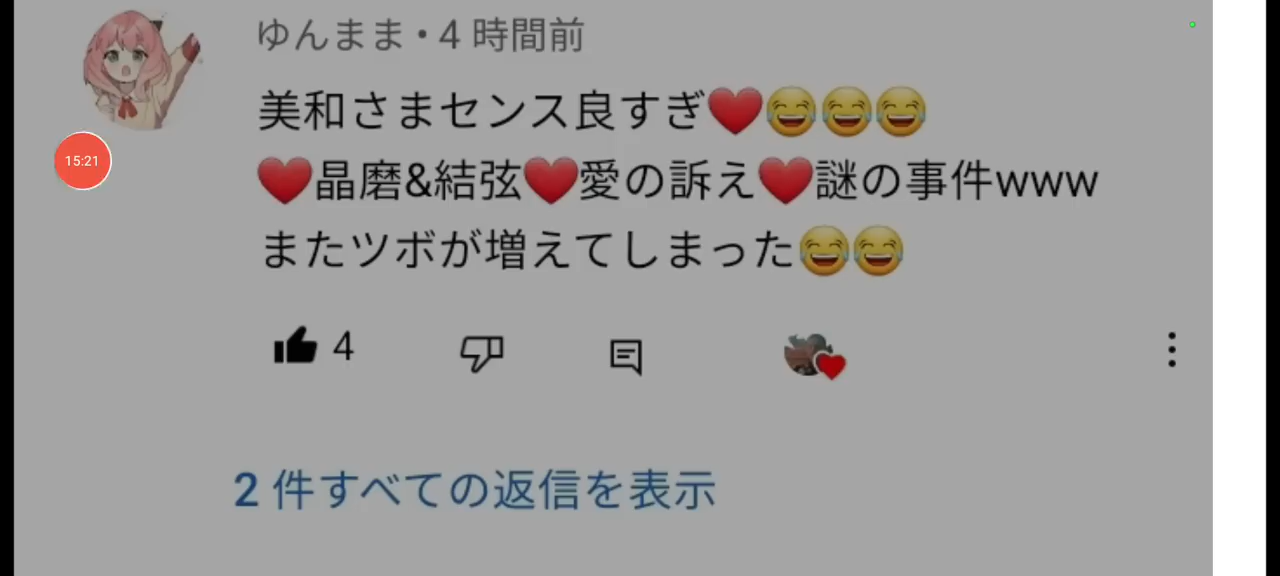 ゆんまま • 4 時間前
美和さまセンス良すぎ❤️😂😂😂
15:21
❤️晶磨&結弦❤️愛の訴え❤️謎の事件www
またツボが増えてしまった😂😂
4
2 件すべての返信を表示